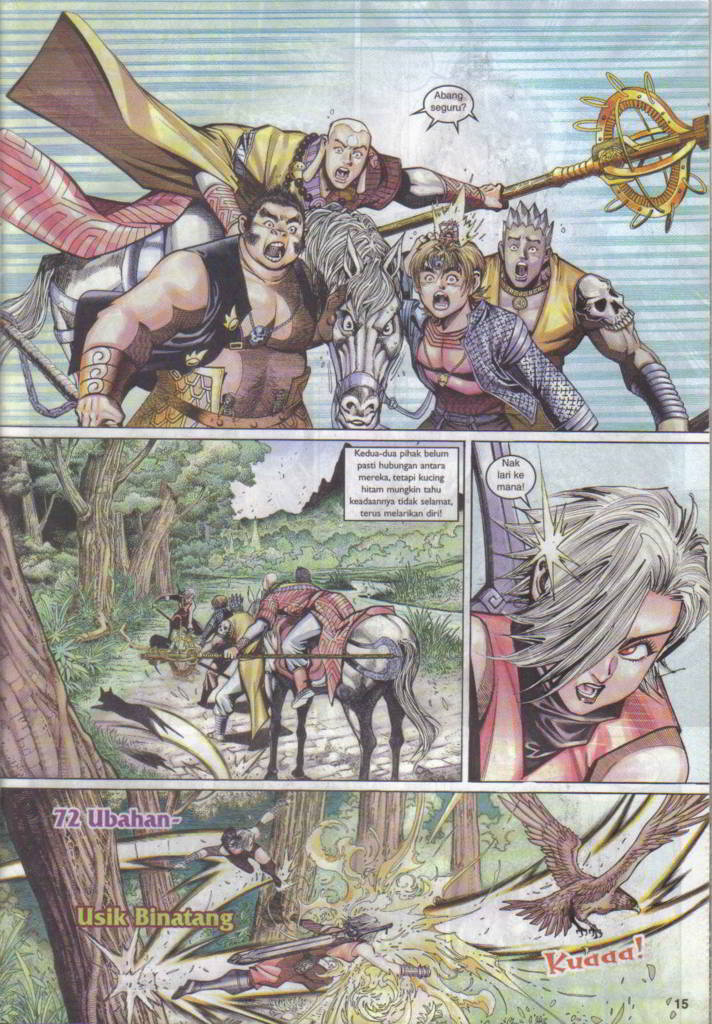 Abang
seguru?
Kedua-dua pihak belum
pasti hubungan antara
mereka, tetapi kucing
hitam mungkin tahu
keadaannya tidak selamat,
terus melarikan diri!
Nak
lari ke
mana!
72 Ubahan-
Usik Binatang
Kuaaa!
15